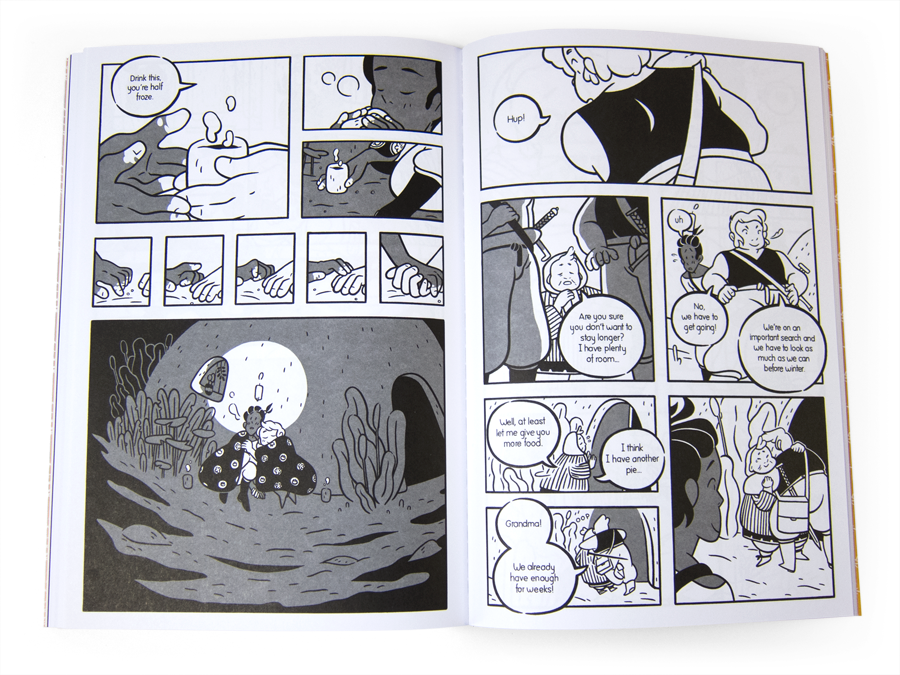 Drink this,
you're half
froze.
Hup!
Are you sure
you don't want to
stay longer?
I have plenty
of room...
uh
No,
we have to
get going!
We're on an
important search and
we have to look as
much as we can
before winter.
Well, at least
let me give you
more food.
I think
I have another
pie...
Grandma!
OOP
We already
have enough
for weeks!